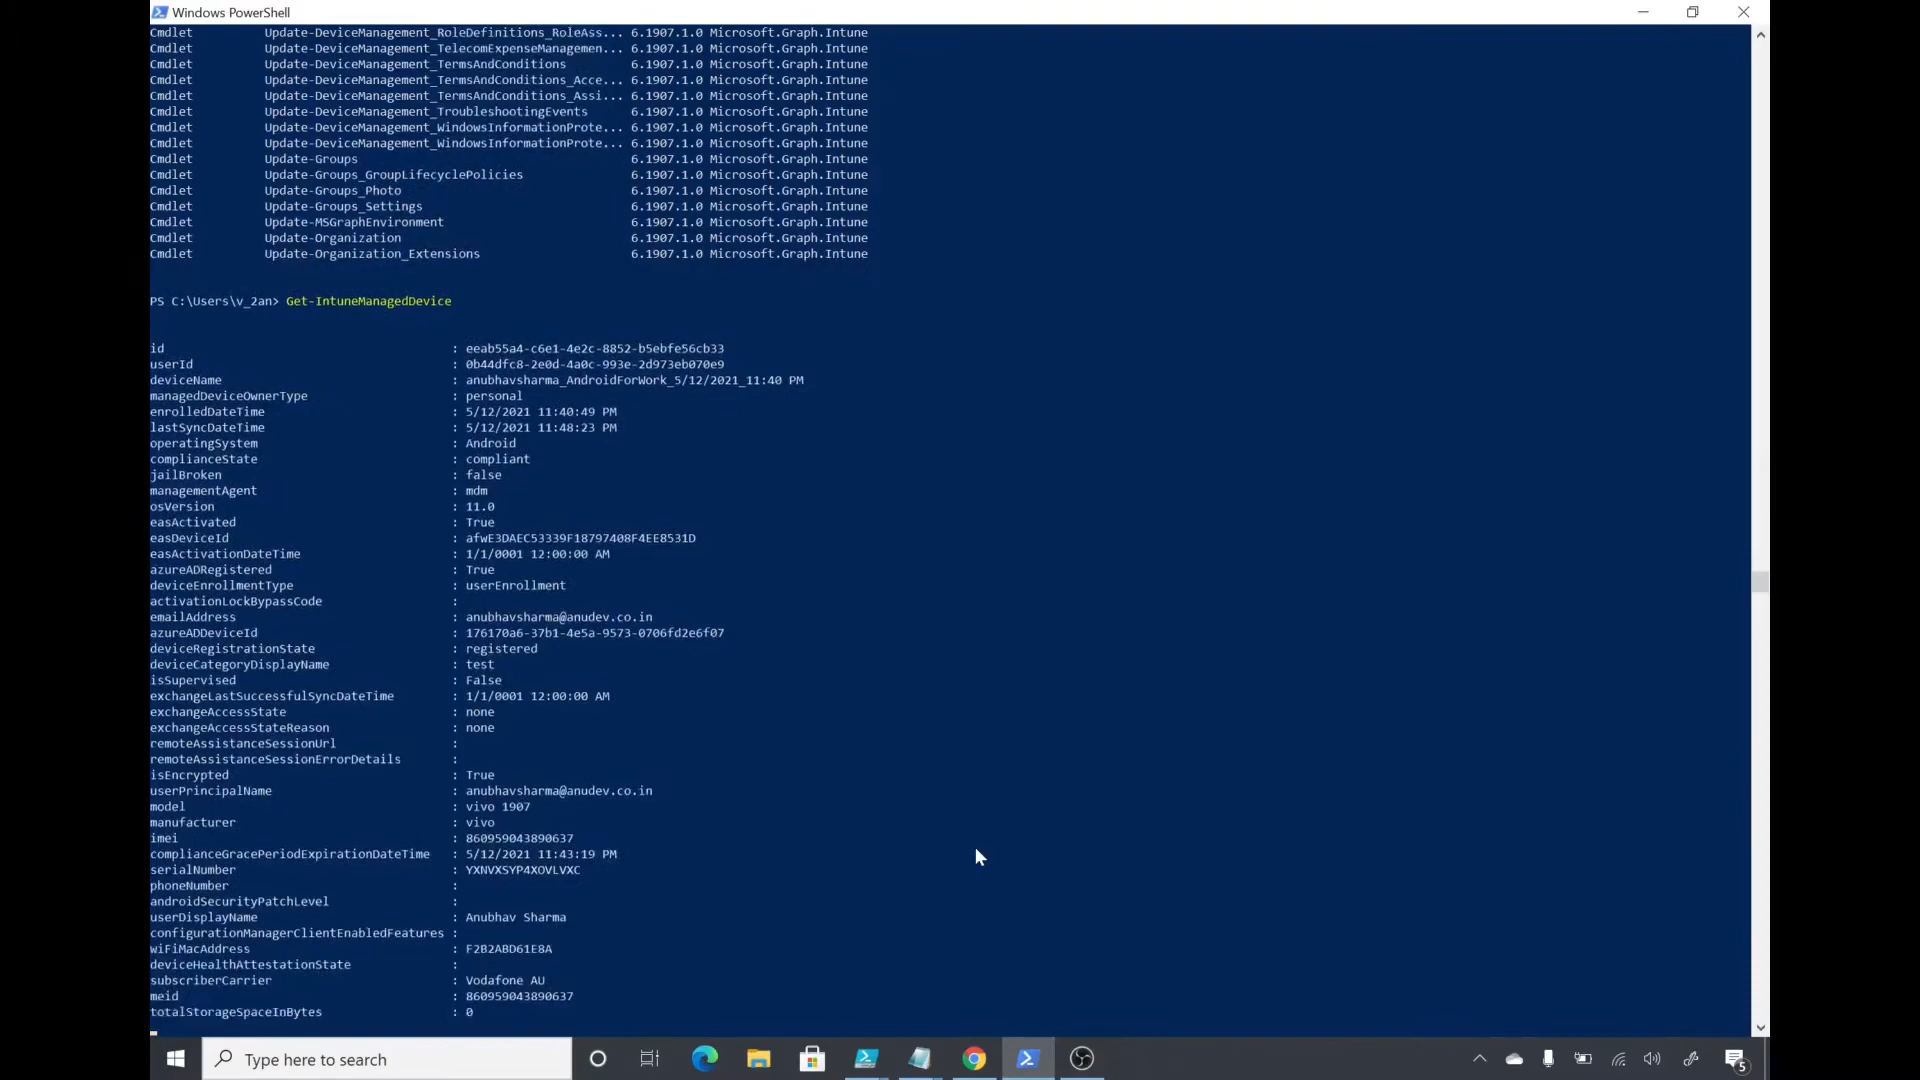 Windows PowerShell
Cmdlet Update-DeviceManagement_RoleDefinitions_RoleAss... 6.1907.1.0 Microsoft.Graph.Intune
Cmdlet Update-DeviceManagement_TelecomExpenseManagemen... 6.1907.1.0 Microsoft.Graph.Intune
Cmdlet Update-DeviceManagement_TermsAndConditions 6.1907.1.0 Microsoft.Graph.Intune
Cmdlet Update-DeviceManagement_TermsAndConditions_Acce... 6.1907.1.0 Microsoft.Graph.Intune
Cmdlet Update-DeviceManagement_TermsAndConditions_Assi... 6.1907.1.0 Microsoft.Graph.Intune
Cmdlet Update-DeviceManagement_TroubleshootingEvents 6.1907.1.0 Microsoft.Graph.Intune
Cmdlet Update-DeviceManagement_WindowsInformationProte... 6.1907.1.0 Microsoft.Graph.Intune
Cmdlet Update-DeviceManagement_WindowsInformationProte... 6.1907.1.0 Microsoft.Graph.Intune
Cmdlet Update-Groups 6.1907.1.0 Microsoft.Graph.Intune
Cmdlet Update-Groups_GroupLifecyclePolicies 6.1907.1.0 Microsoft.Graph.Intune
Cmdlet Update-Groups_Photo 6.1907.1.0 Microsoft.Graph.Intune
Cmdlet Update-Groups_Settings 6.1907.1.0 Microsoft.Graph.Intune
Cmdlet Update-MSGraphEnvironment 6.1907.1.0 Microsoft.Graph.Intune
Cmdlet Update-Organization 6.1907.1.0 Microsoft.Graph.Intune
Cmdlet Update-Organization_Extensions 6.1907.1.0 Microsoft.Graph.Intune
PS C:\Users\v_2an> Get-IntuneManagedDevice
id : eeab55a4-c6e1-4e2c-8852-b5ebfe56cb33
userId : 0b44dfc8-2e0d-4a0c-993e-2d973eb070e9
deviceName : anubhavsharma_AndroidForWork_5/12/2021_11:40 PM
managedDeviceOwnerType : personal
enrolledDateTime : 5/12/2021 11:40:49 PM
lastSyncDateTime : 5/12/2021 11:48:23 PM
operatingSystem : Android
complianceState : compliant
jailBroken : false
managementAgent : mdm
osVersion : 11.0
easActivated : True
easDeviceId : afwE3DAEC53339F18797408F4EE8531D
easActivationDateTime : 1/1/0001 12:00:00 AM
azureADRegistered : True
deviceEnrollmentType : userEnrollment
activationLockBypassCode :
emailAddress : anubhavsharma@anudev.co.in
azureADDeviceId : 176170a6-37b1-4e5a-9573-0706fd2e6f07
deviceRegistrationState : registered
deviceCategoryDisplayName : test
isSupervised : False
exchangeLastSuccessfulSyncDateTime : 1/1/0001 12:00:00 AM
exchangeAccessState : none
exchangeAccessStateReason : none
remoteAssistanceSessionUrl :
remoteAssistanceSessionErrorDetails :
isEncrypted : True
userPrincipalName : anubhavsharma@anudev.co.in
model : vivo 1907
manufacturer : vivo
imei : 860959043890637
complianceGracePeriodExpirationDateTime : 5/12/2021 11:43:19 PM
serialNumber : YXNVXSYP4XOVLVXC
phoneNumber :
androidSecurityPatchLevel :
userDisplayName : Anubhav Sharma
configurationManagerClientEnabledFeatures :
wiFiMacAddress : F2B2ABD61E8A
deviceHealthAttestationState :
subscriberCarrier : Vodafone AU
meid : 860959043890637
totalStorageSpaceInBytes : 0
Type here to search
5